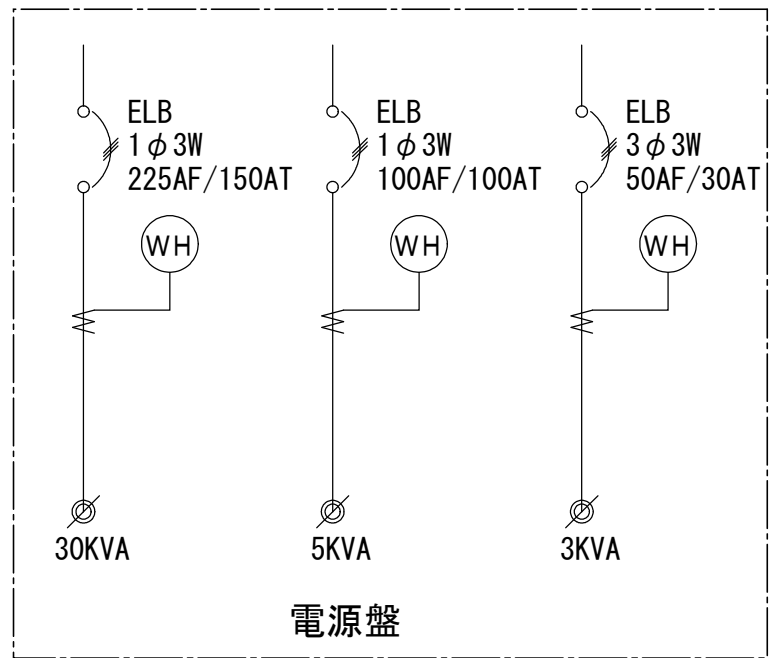 ELB
1φ3W
225AF/150AT
WH
30KVA
ELB
1φ3W
100AF/100AT
WH
5KVA
ELB
3φ3W
50AF/30AT
WH
3KVA
電源盤